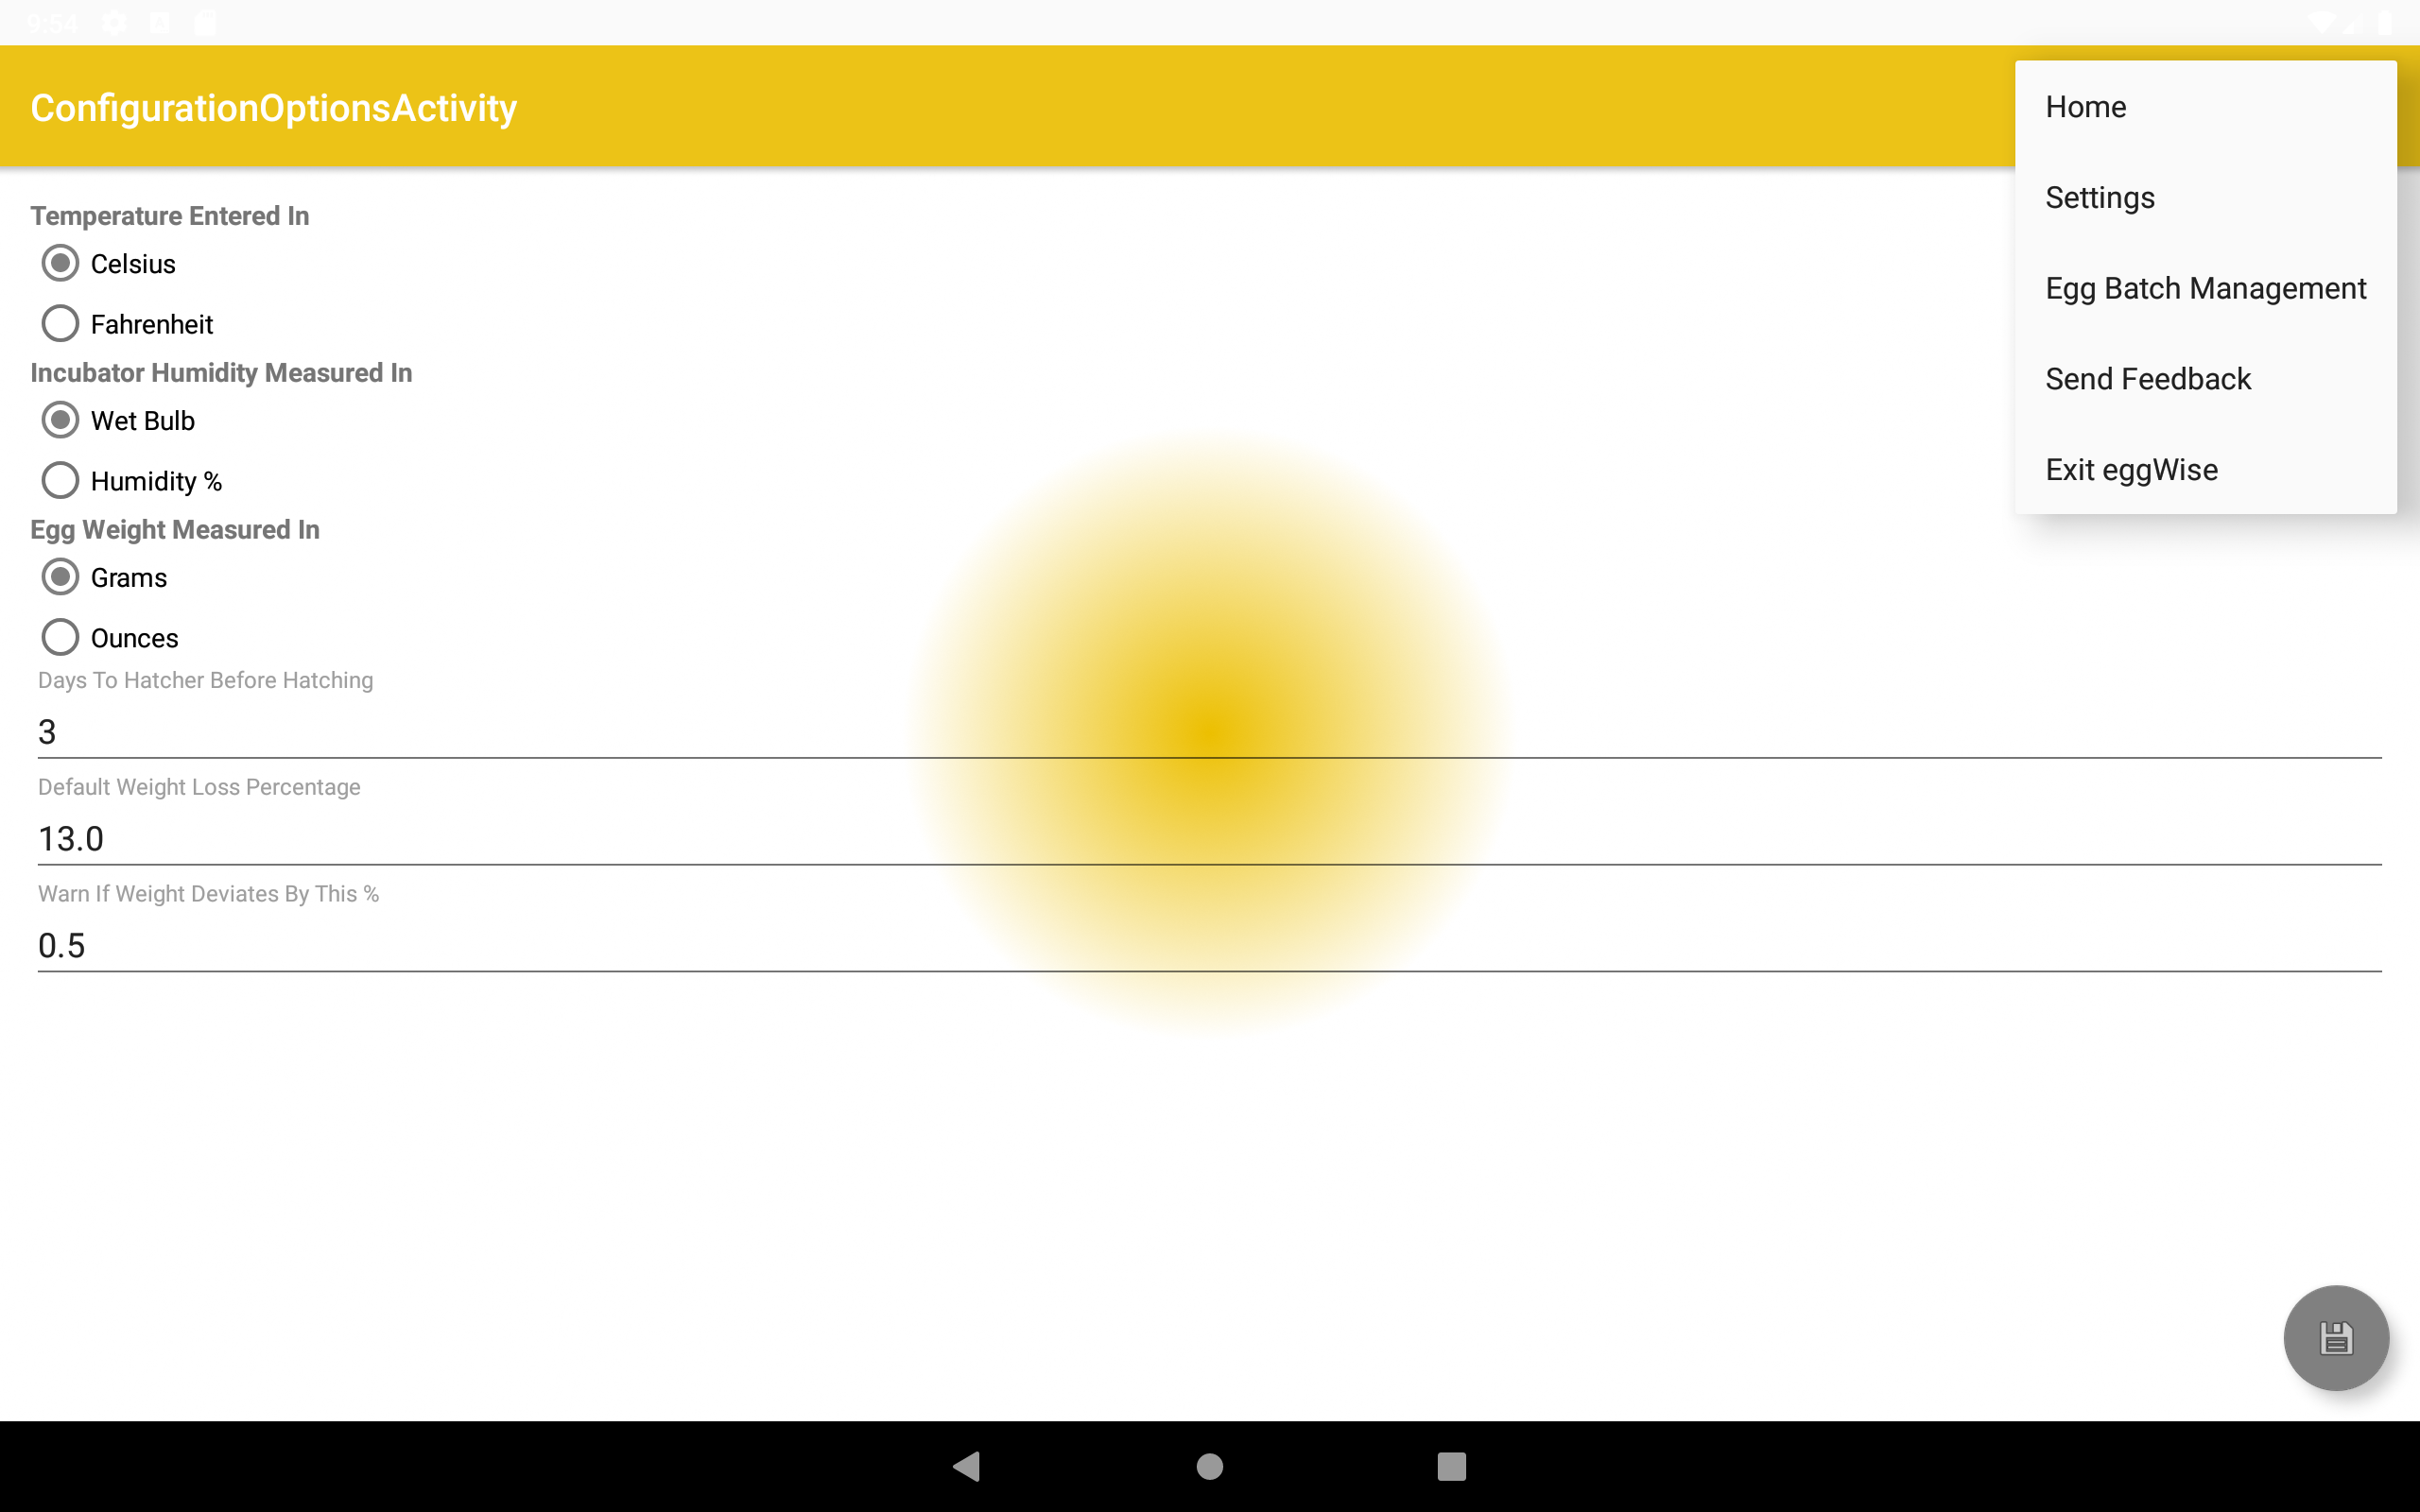 9:54
ConfigurationOptionsActivity
Home
Settings
Egg Batch Management
Send Feedback
Exit eggWise
Temperature Entered In
Celsius
Fahrenheit
Incubator Humidity Measured In
Wet Bulb
Humidity %
Egg Weight Measured In
Grams
Ounces
Days To Hatcher Before Hatching
3
Default Weight Loss Percentage
13.0
Warn If Weight Deviates By This %
0.5